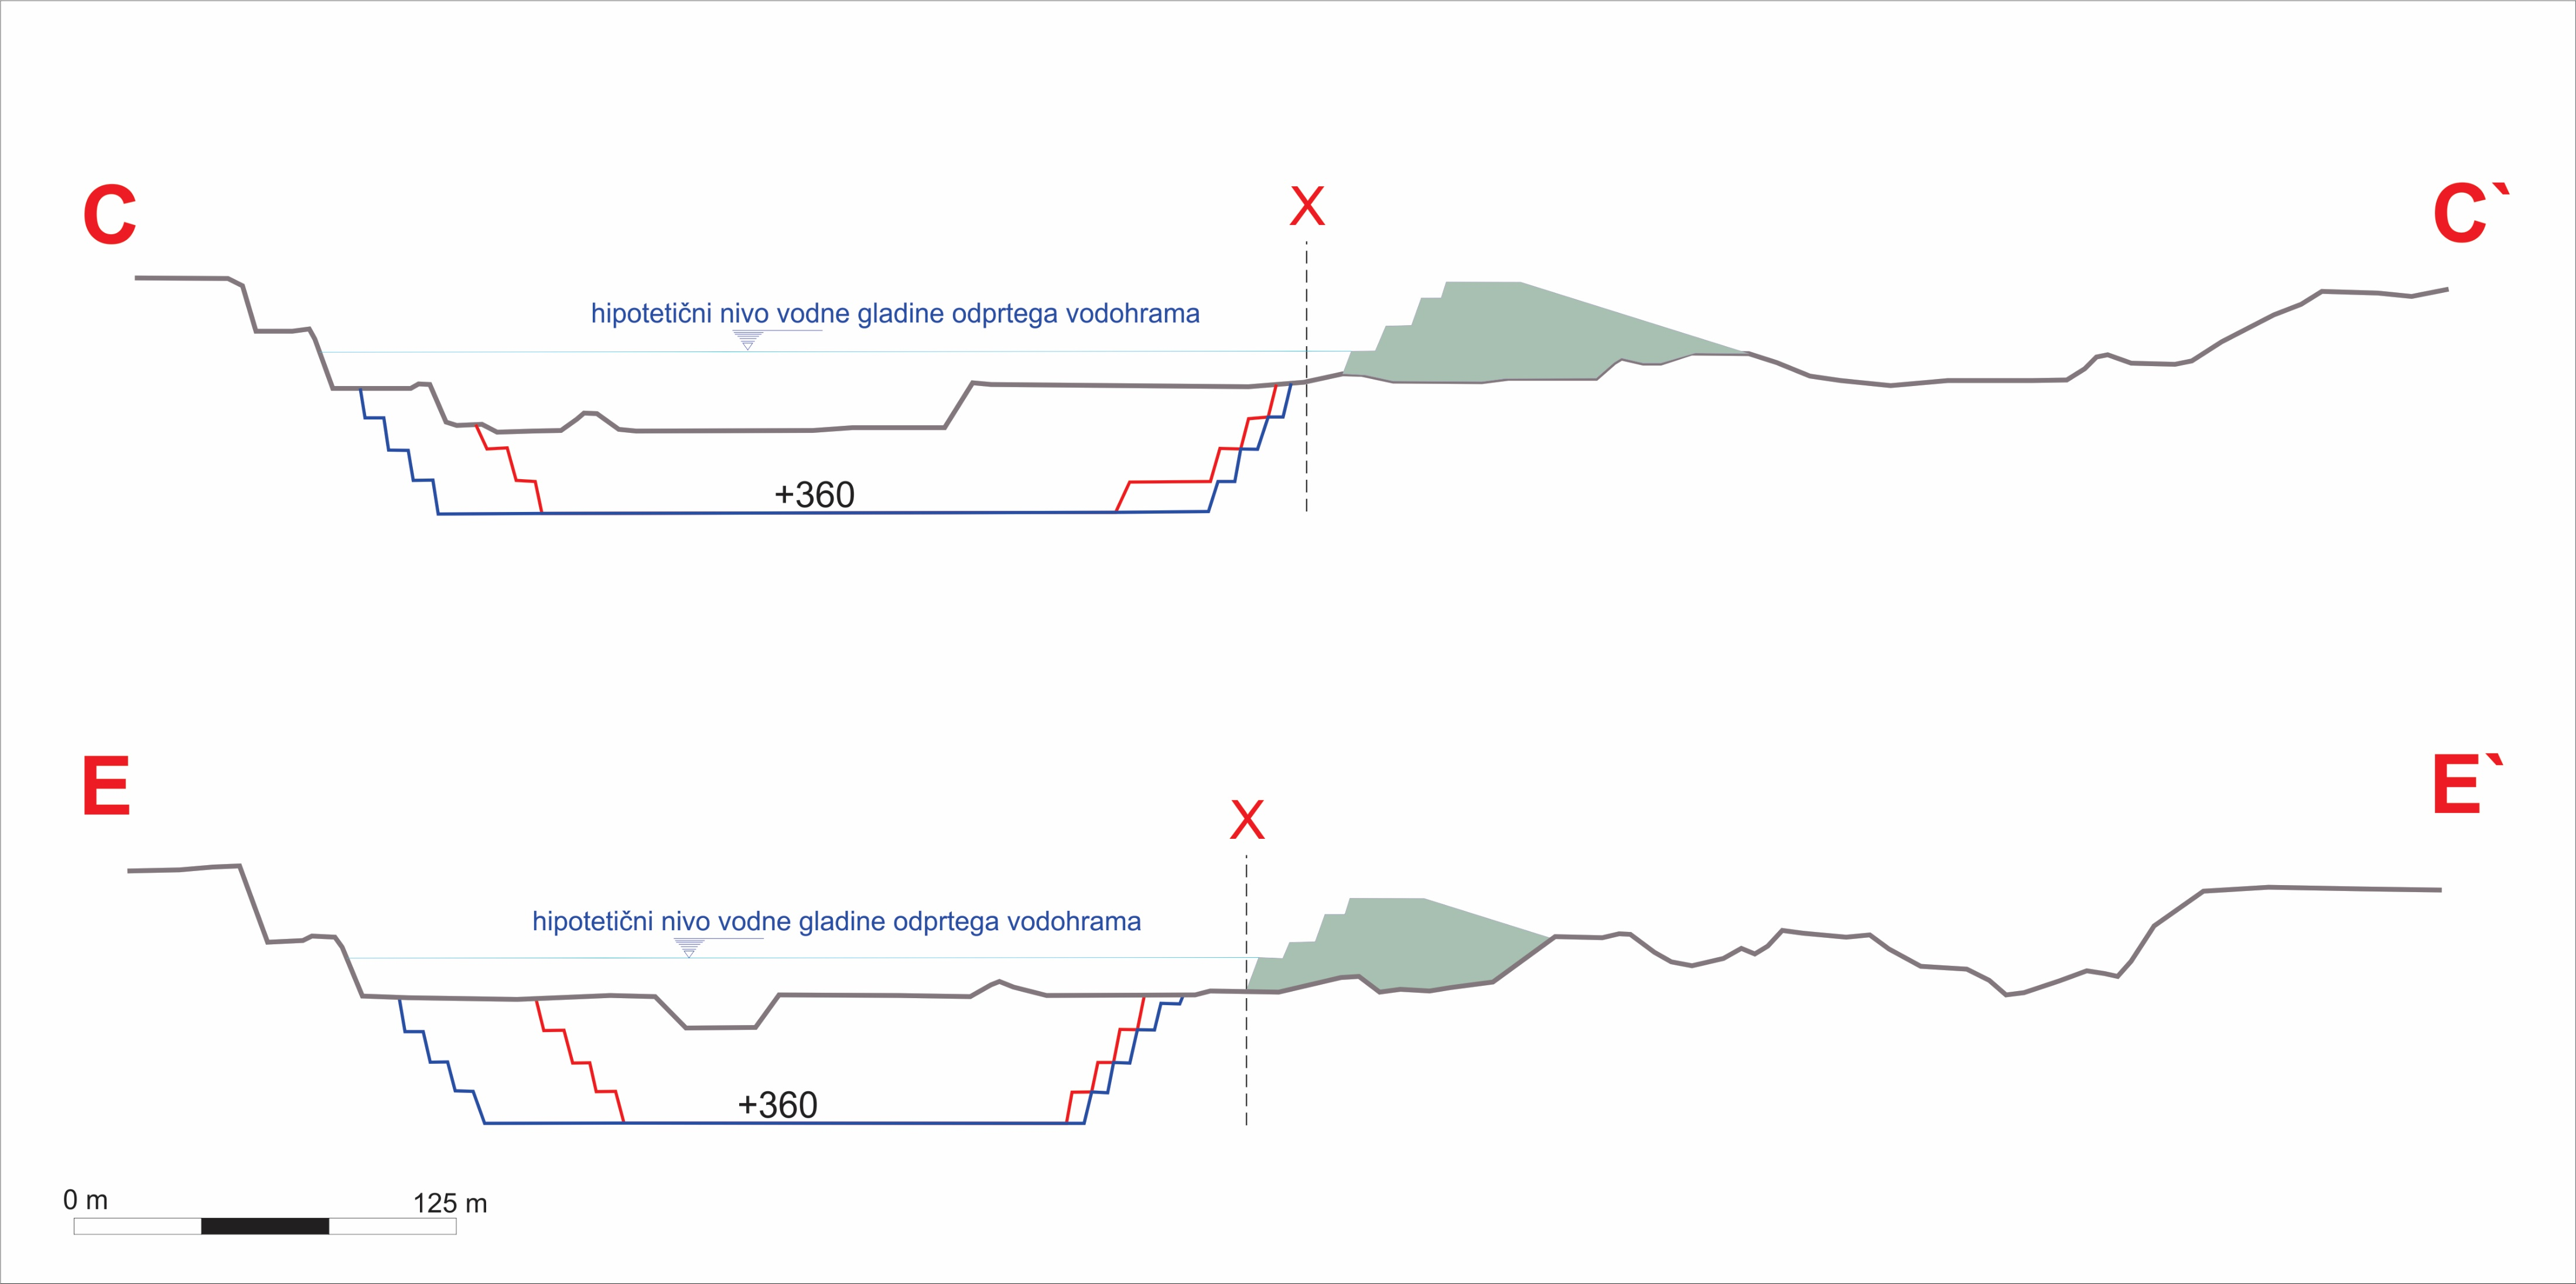 C
X
C`
hipotetični nivo vodne gladine odprtega vodohrama
+360
E
X
E`
hipotetični nivo vodne gladine odprtega vodohrama
+360
0 m
125 m